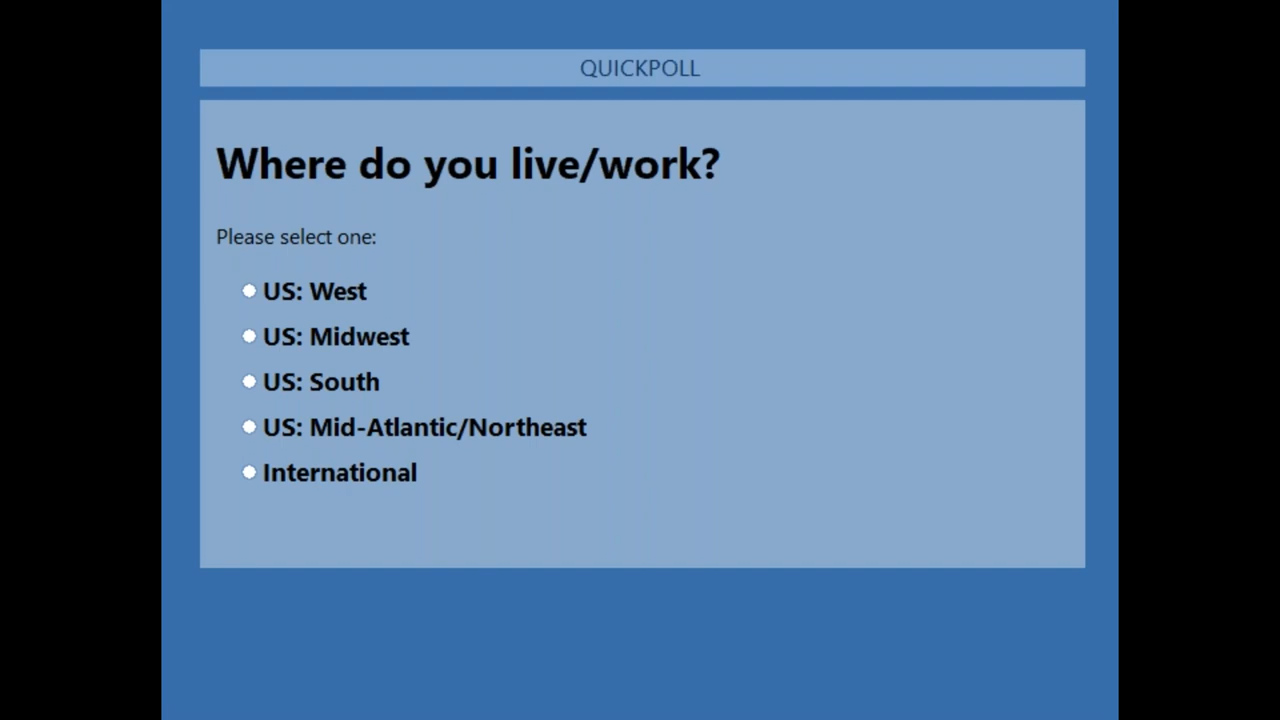 QUICKPOLL
Where do you live/work?
Please select one:
US: West
US: Midwest
US: South
US: Mid-Atlantic/Northeast
International